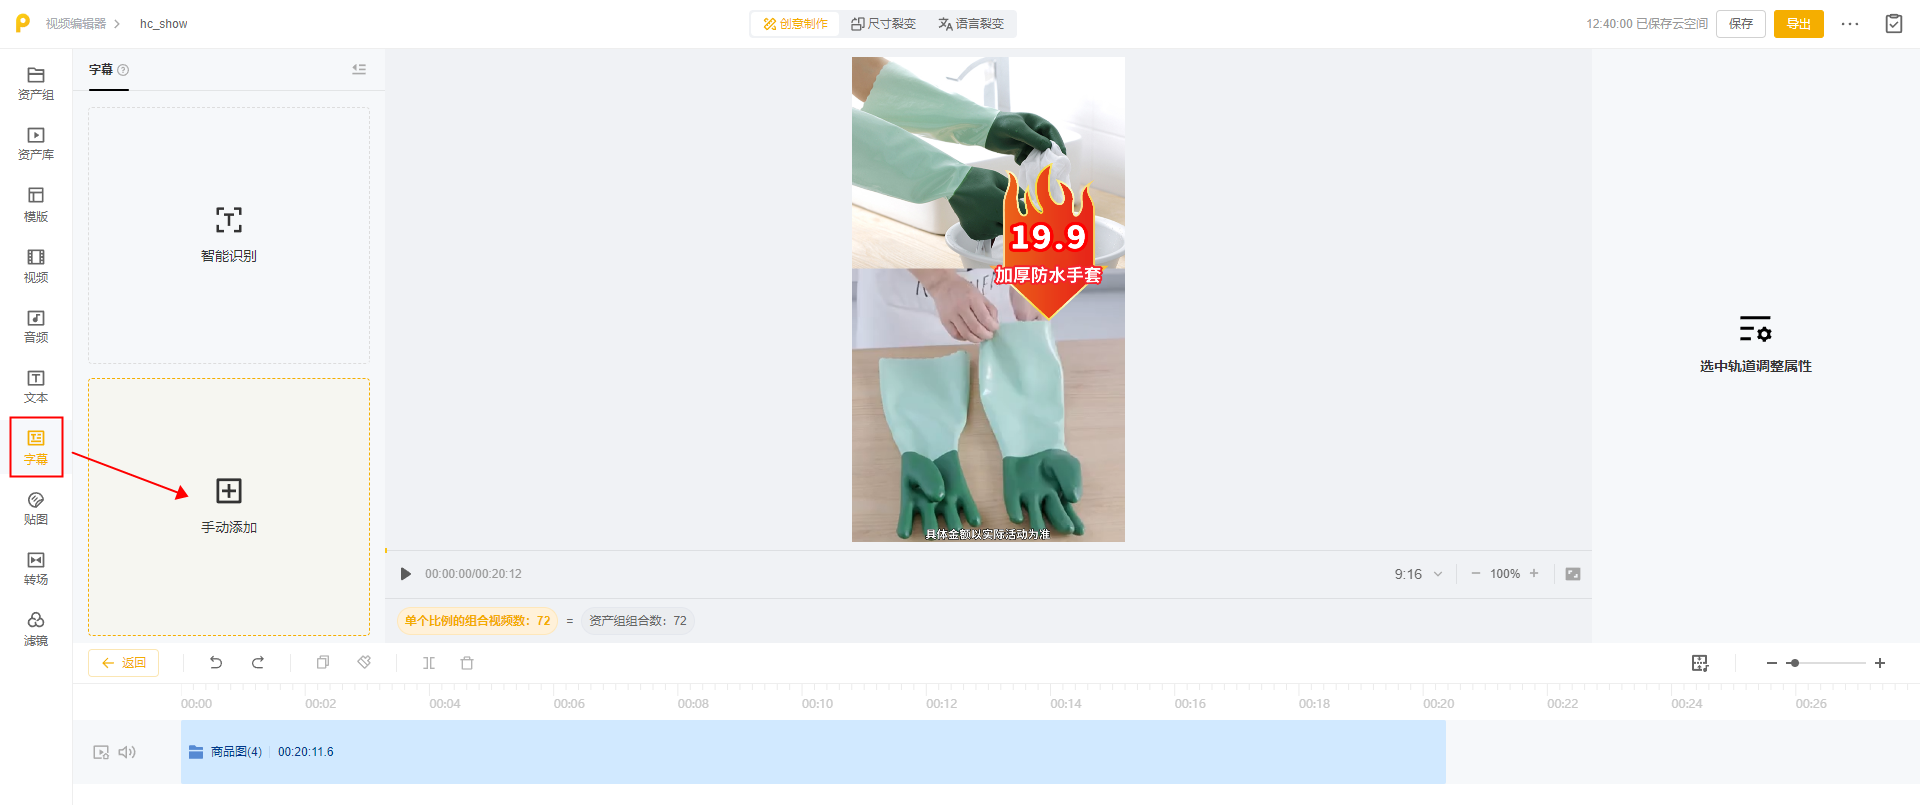 视频编辑器 hc_show
创意制作 尺寸裂变 语言裂变
12:40:00 已保存云空间 保存 导出
资产组
资产库
模版
视频
音频
文本
字幕
贴图
转场
滤镜
字幕
智能识别
手动添加
19.9
加厚防水手套
具体金额以实际活动为准
选中轨道调整属性
00:00:00/00:20:12 9:16 100%
单个比例的组合视频数：72 = 资产组组合数：72
返回
00:00 00:02 00:04 00:06 00:08 00:10 00:12 00:14 00:16 00:18 00:20 00:22 00:24 00:26
商品图(4) 00:20:11.6